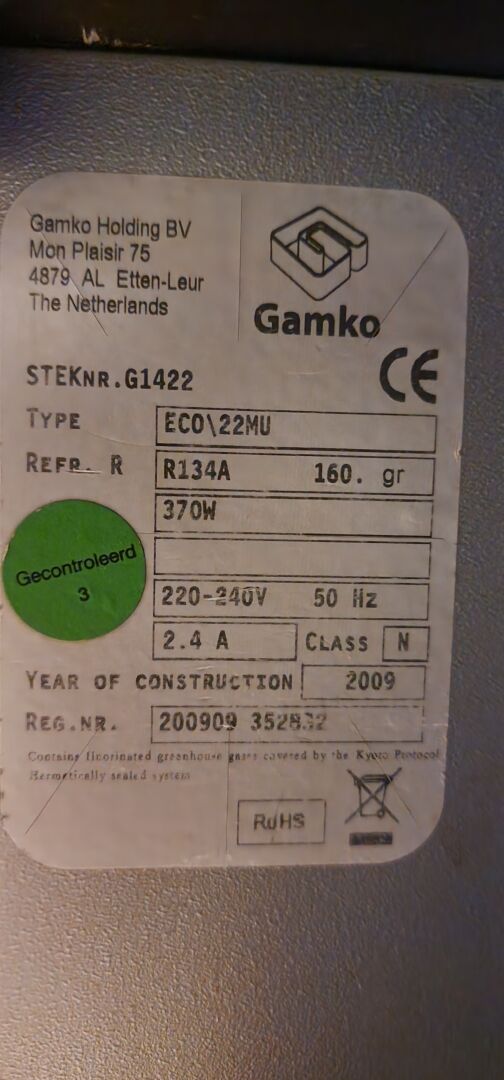 Gamko Holding BV
Mon Plaisir 75
4879 AL Etten-Leur
The Netherlands
Gamko
CE
STEKNR.G1422
TYPE ECO\22MU
REFR. R R134A 160. gr
370W
Gecontroleerd
3
220-240V 50 Hz
2.4 A CLASS N
YEAR OF CONSTRUCTION 2009
REG.NR. 200909
Contains fluorinated greenhouse gases covered by the Kyoto Protocol
Hermetically sealed system
RoHS